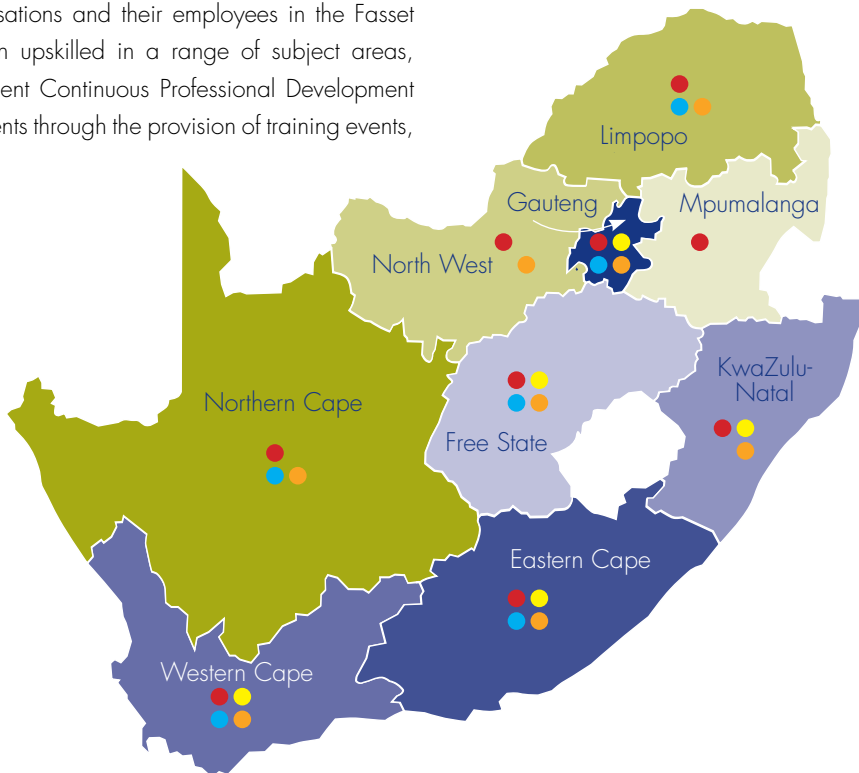 sations and their employees in the Fasset
upskilled in a range of subject areas,
ent Continuous Professional Development
ents through the provision of training events,
Limpopo
Gauteng
Mpumalanga
North West
KwaZulu-
Natal
Northern Cape
Free State
Eastern Cape
Western Cape